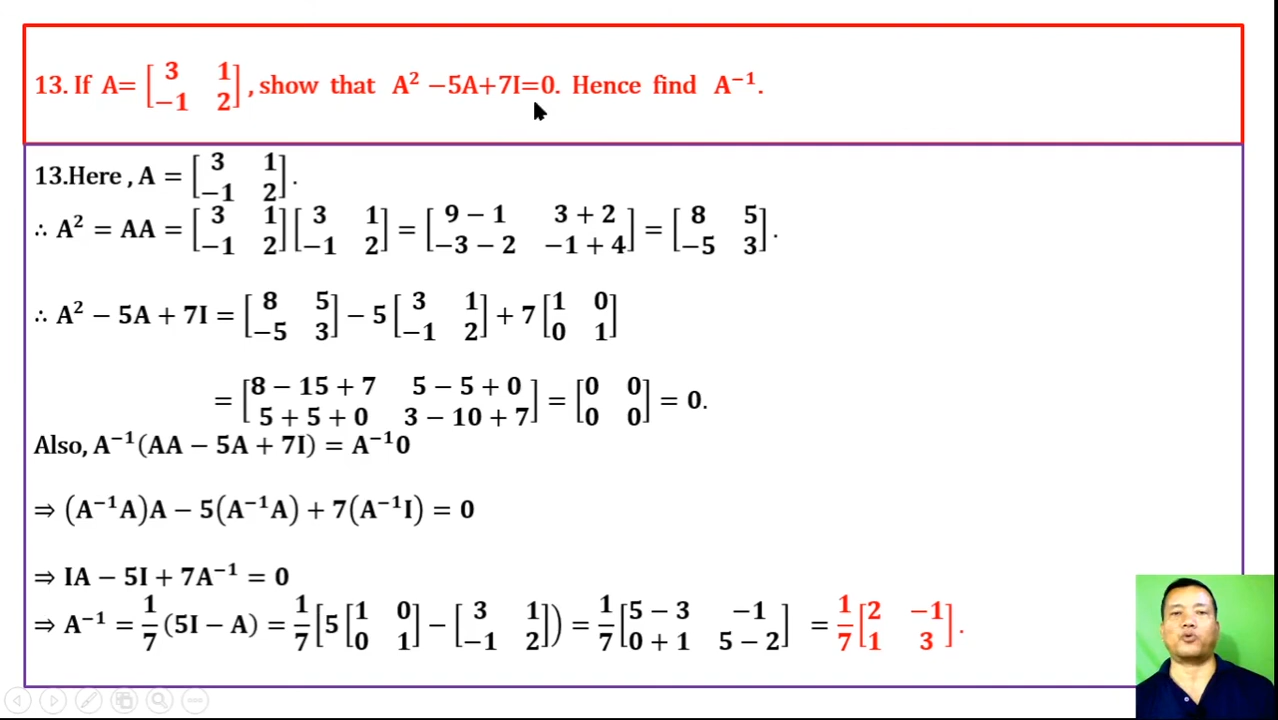 13. If A= [3 1; −1 2], show that A² −5A+7I=0. Hence find A⁻¹.
13.Here , A = [3 1; −1 2].
∴ A² = AA = [3 1; −1 2][3 1; −1 2] = [9 − 1 3 + 2; −3 − 2 −1 + 4] = [8 5; −5 3].
∴ A² − 5A + 7I = [8 5; −5 3] − 5[3 1; −1 2] + 7[1 0; 0 1]
= [8 − 15 + 7 5 − 5 + 0; 5 + 5 + 0 3 − 10 + 7] = [0 0; 0 0] = 0.
Also, A⁻¹(AA − 5A + 7I) = A⁻¹0
⇒ (A⁻¹A)A − 5(A⁻¹A) + 7(A⁻¹I) = 0
⇒ IA − 5I + 7A⁻¹ = 0
⇒ A⁻¹ = 1/7 (5I − A) = 1/7 [5[1 0; 0 1] − [3 1; −1 2]) = 1/7 [5 − 3 −1; 0 + 1 5 − 2] = 1/7 [2 −1; 1 3].